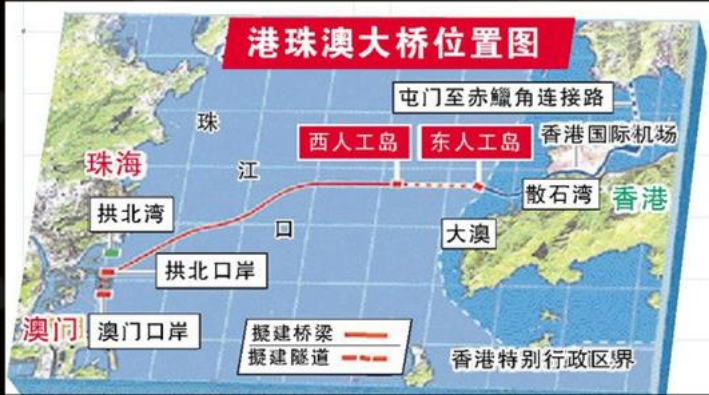 港珠澳大桥位置图
屯门至赤鱲角连接路
珠
江
口
西人工岛
东人工岛
香港国际机场
珠海
散石湾
香港
拱北湾
大澳
拱北口岸
澳门
澳门口岸
擬建桥梁
擬建隧道
香港特别行政区界